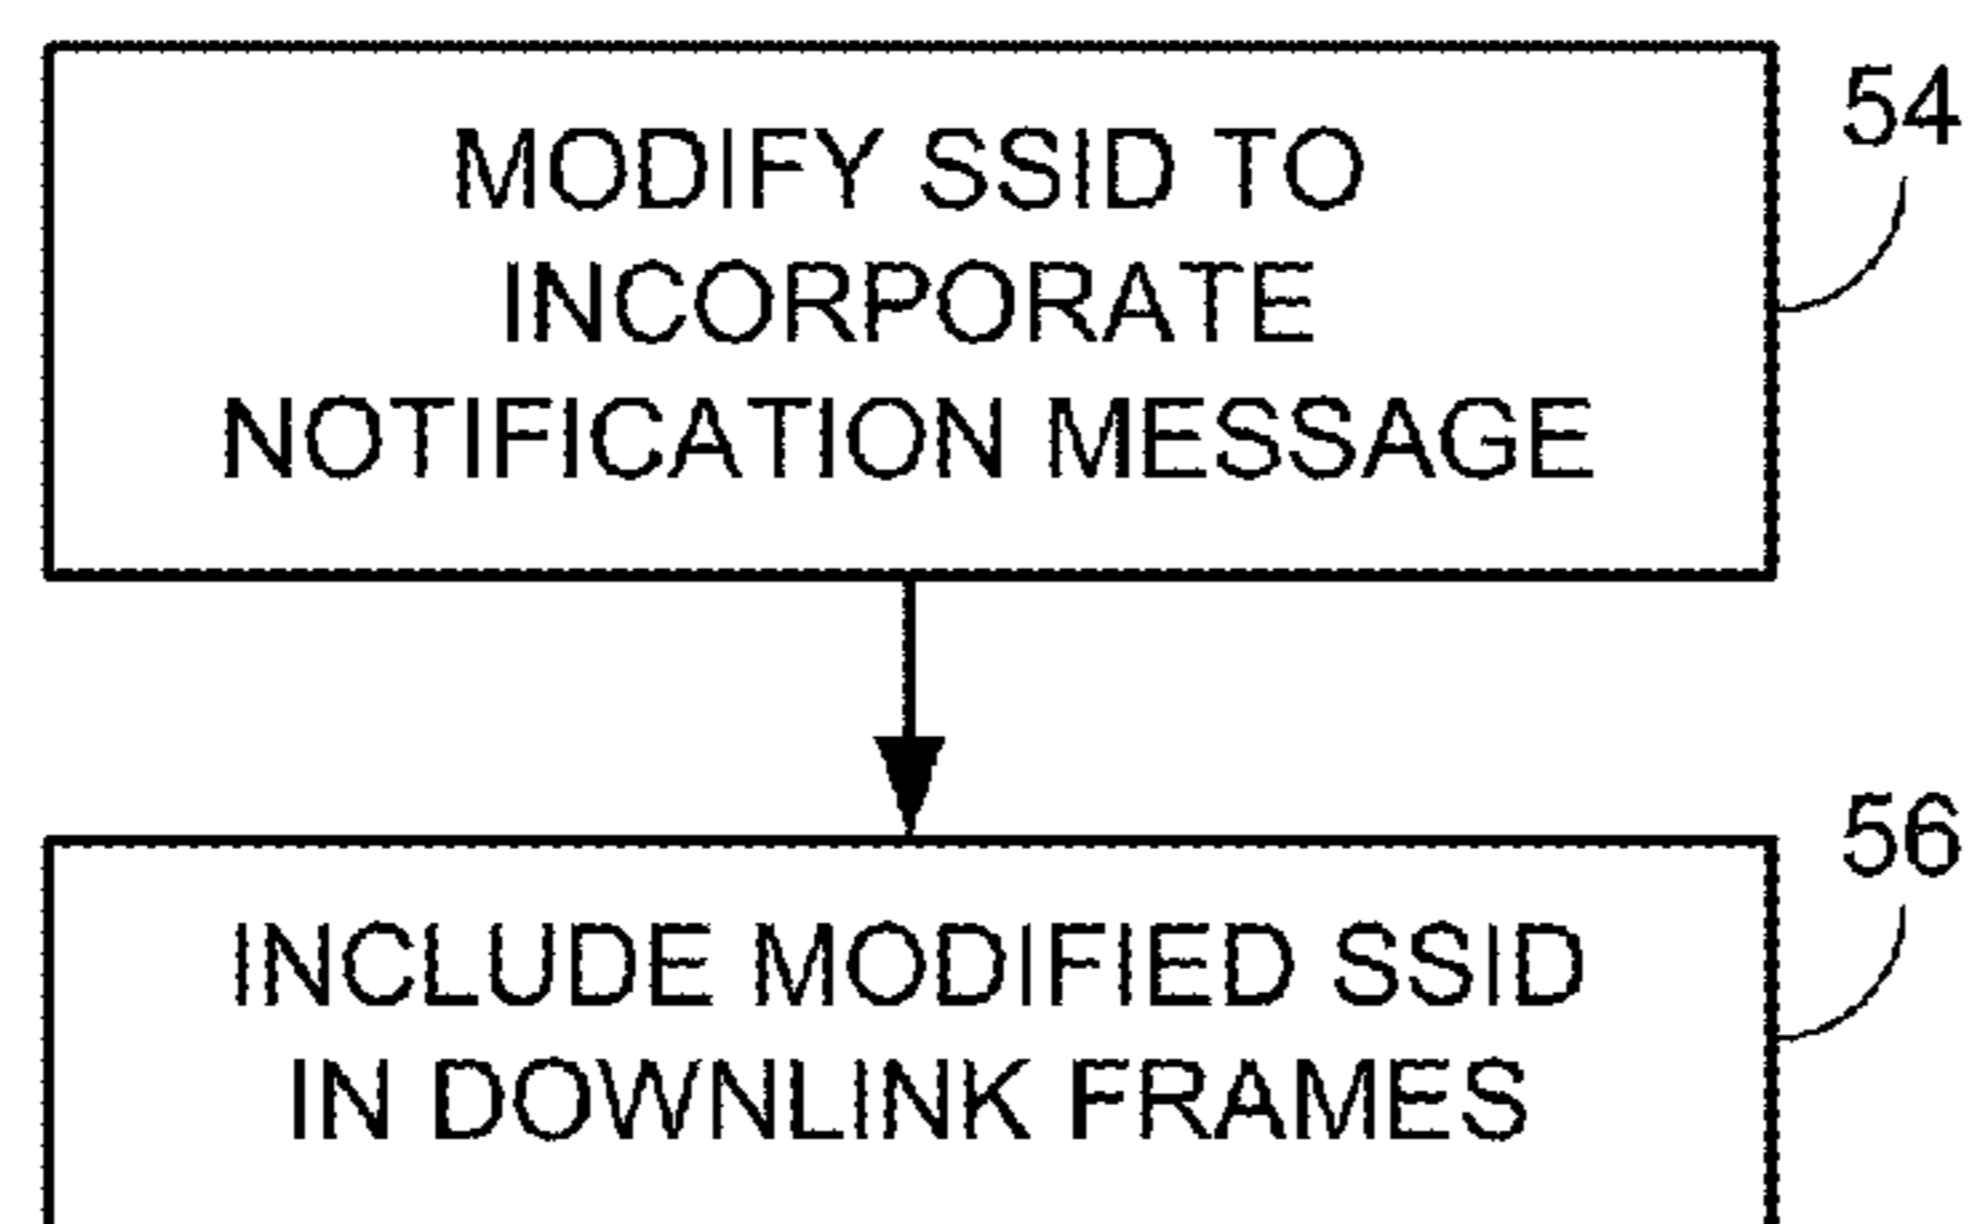 MODIFY SSID TO
INCORPORATE
NOTIFICATION MESSAGE
54
INCLUDE MODIFIED SSID
IN DOWNLINK FRAMES
56